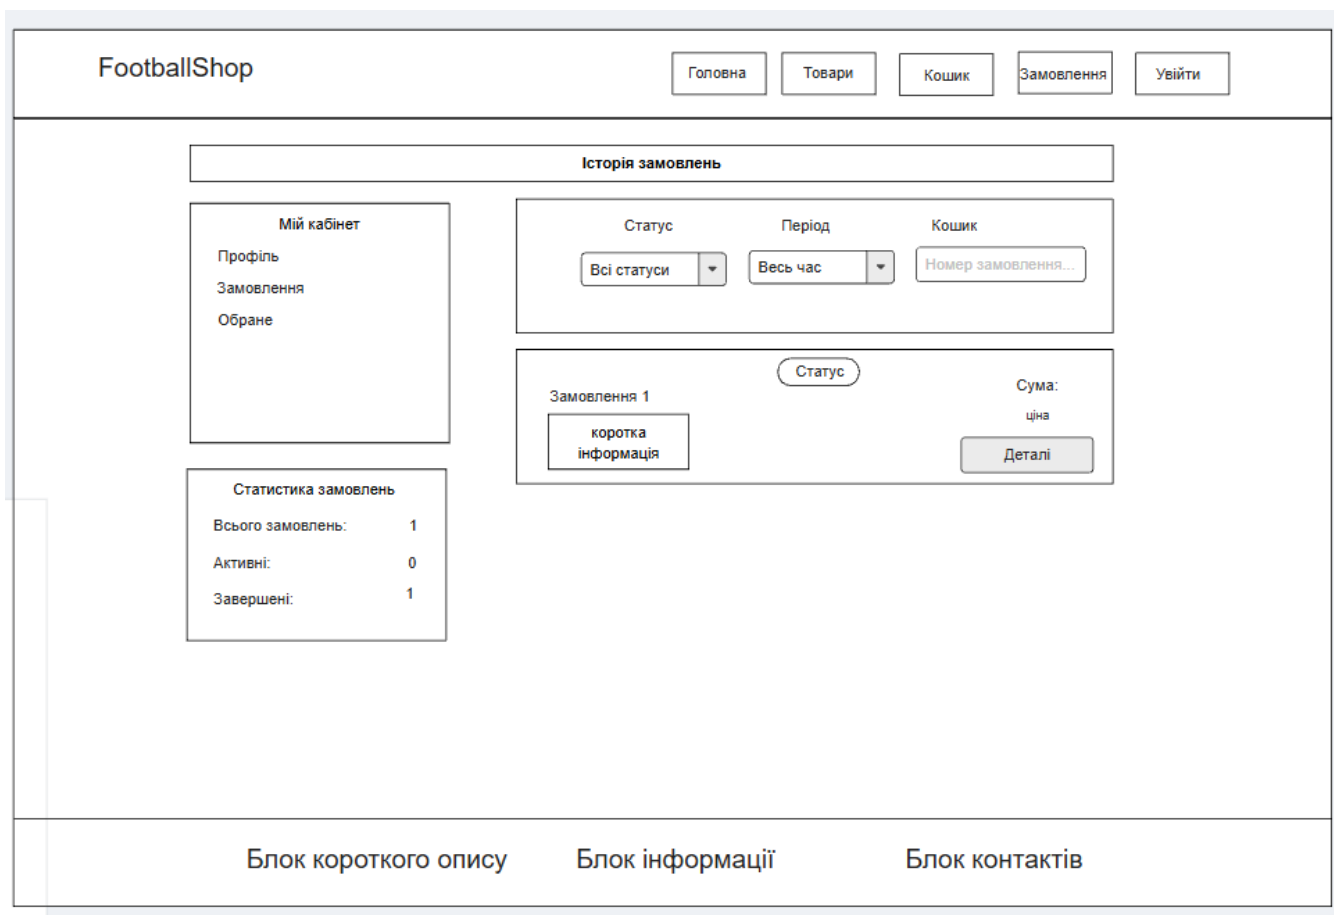 FootballShop
Головна
Товари
Кошик
Замовлення
Увійти
Історія замовлень
Мій кабінет
Профіль
Замовлення
Обране
Статус
Період
Кошик
Всі статуси
Весь час
Номер замовлення...
Статус
Замовлення 1
коротка
інформація
Сума:
ціна
Деталі
Статистика замовлень
Всього замовлень: 1
Активні: 0
Завершені: 1
Блок короткого опису
Блок інформації
Блок контактів